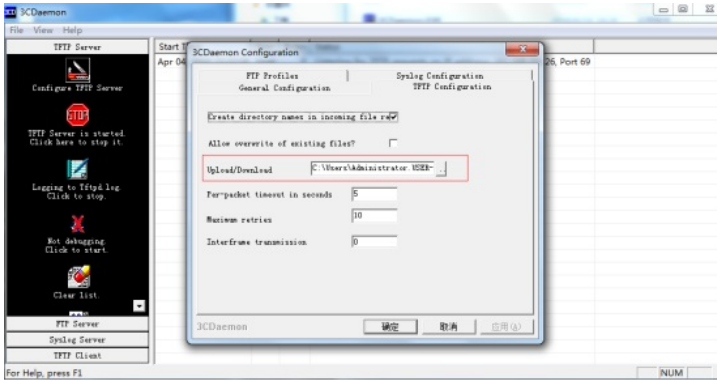 3CDaemon
File View Help
TFTP Server
Start T
Status
Apr 04
26, Port 69
Configure TFTP Server
STOP
TFTP Server is started.
Click here to stop it.
Logging to Tftpd log.
Click to stop.
Not debugging.
Click to start.
Clear list.
FTP Server
Syslog Server
TFTP Client
For Help, press F1
NUM
3CDaemon Configuration
FTP Profiles
Syslog Configuration
General Configuration
TFTP Configuration
Create directory names in incoming file re
Allow overwrite of existing files?
Upload/Download
C:\Users\Administrator.USER-
..
Per-packet timeout in seconds
5
Maximum retries
10
Interframe transmission
0
3CDaemon
确定
取消
应用(A)